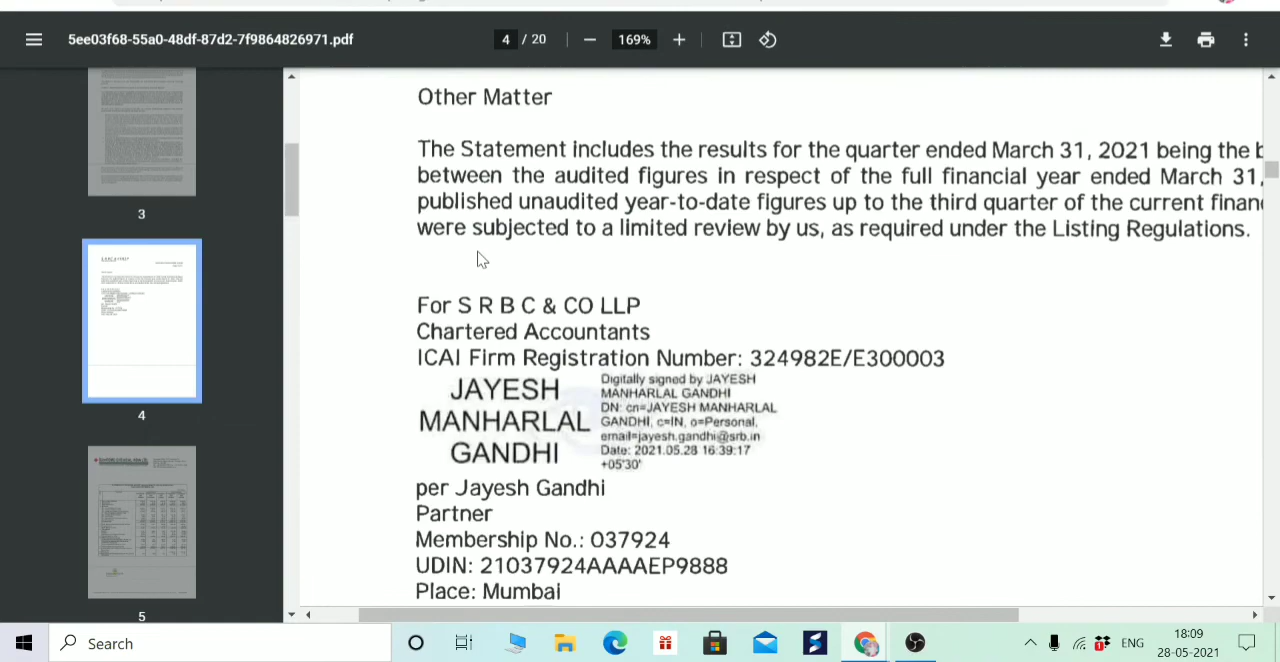 5ee03f68-55a0-48df-87d2-7f9864826971.pdf
4 / 20
169%
3
4
5
Other Matter
The Statement includes the results for the quarter ended March 31, 2021 being the
between the audited figures in respect of the full financial year ended March 31,
published unaudited year-to-date figures up to the third quarter of the current
were subjected to a limited review by us, as required under the Listing Regulations.
For S R B C & CO LLP
Chartered Accountants
ICAI Firm Registration Number: 324982E/E300003
JAYESH
MANHARLAL
GANDHI
Digitally signed by JAYESH
MANHARLAL GANDHI
DN: cn=JAYESH MANHARLAL
GANDHI, c=IN, o=Personal,
email=jayesh.gandhi@srb.in
Date: 2021.05.28 16:39:17
+05'30'
per Jayesh Gandhi
Partner
Membership No.: 037924
UDIN: 21037924AAAAEP9888
Place: Mumbai
Search
ENG
18:09
28-05-2021